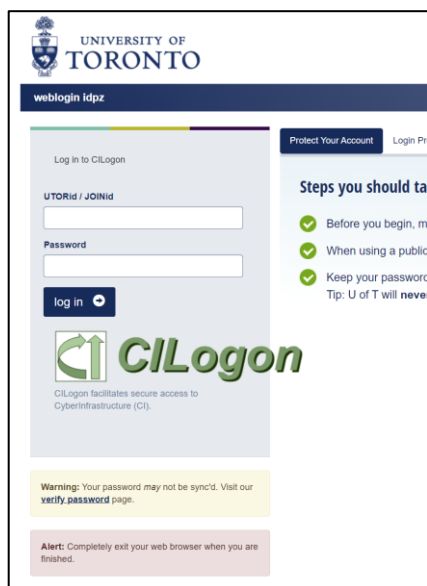 UNIVERSITY OF
TORONTO
weblogin idpz
Log in to CILogon
UTORid / JOINid
Password
log in
CILogon
CILogon facilitates secure access to
CyberInfrastructure (CI).
Warning: Your password may not be sync'd. Visit our
verify password page.
Alert: Completely exit your web browser when you are
finished.
Protect Your Account
Login Pr
Steps you should ta
Before you begin, m
When using a public
Keep your password
Tip: U of T will never